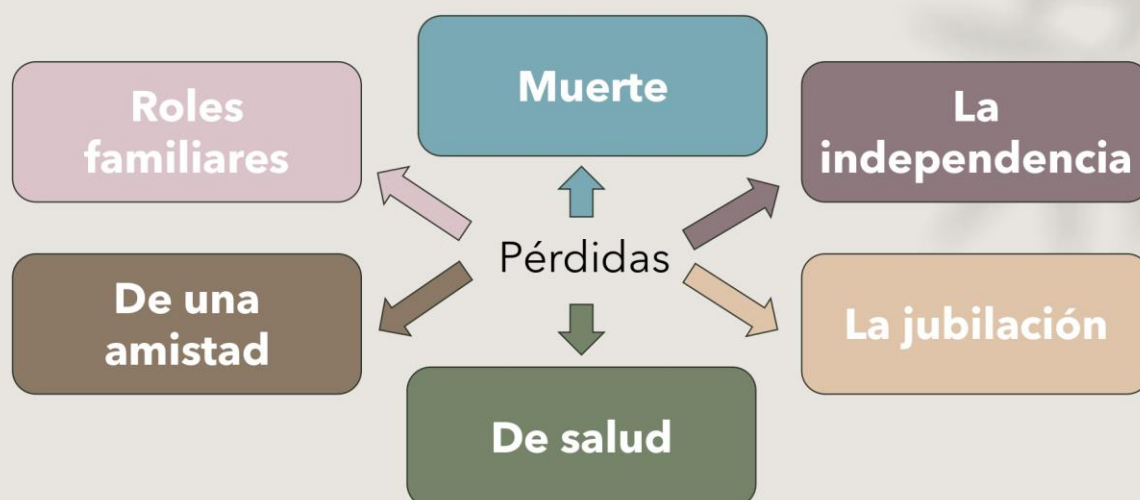 Muerte
Roles
familiares
La
independencia
Pérdidas
De una
amistad
La jubilación
De salud